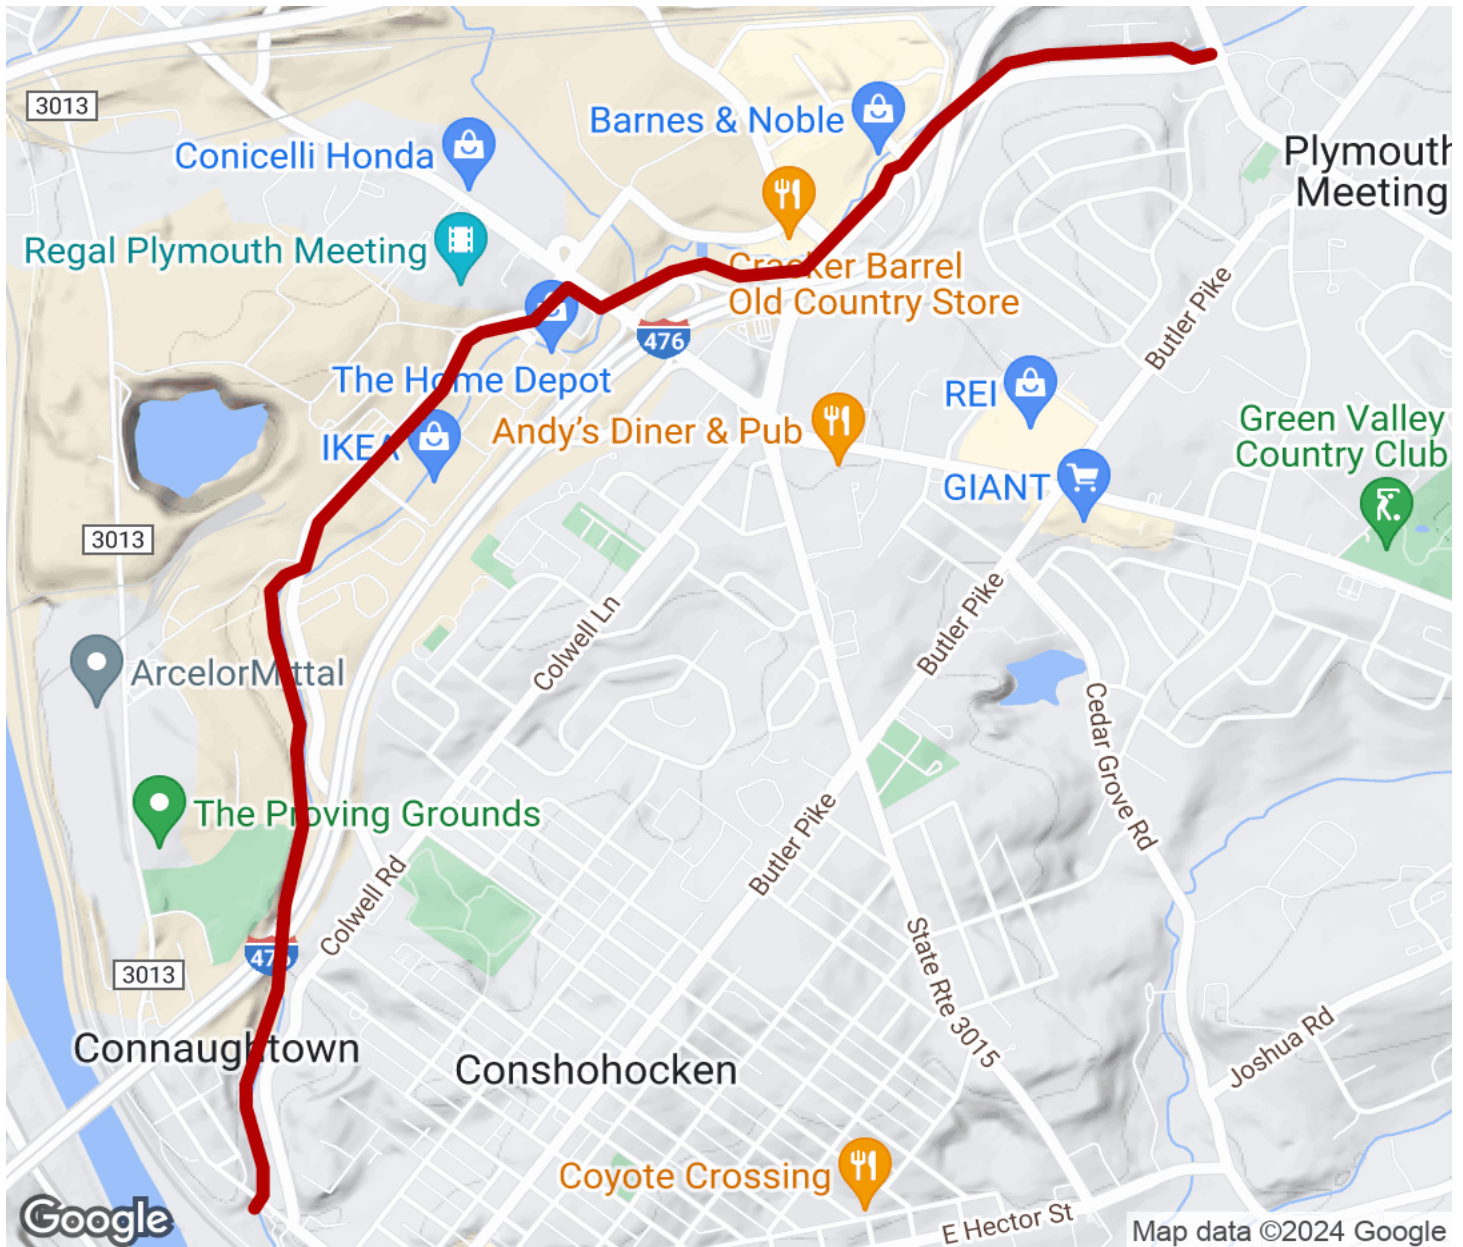 3013
Barnes & Noble
Conicelli Honda
Plymouth
Meeting
Regal Plymouth Meeting
Cracker Barrel
Old Country Store
Butler Pike
476
The Home Depot
REI
IKEA
Andy's Diner & Pub
Green Valley
Country Club
GIANT
3013
Colwell Ln
Butler Pike
ArcelorMittal
Cedar Grove Rd
The Proving Grounds
Butler Pike
Colwell Rd
476
3013
State Rte 3015
Connaughtown
Conshohocken
Joshua Rd
Coyote Crossing
E Hector St
Google
Map data ©2024 Google